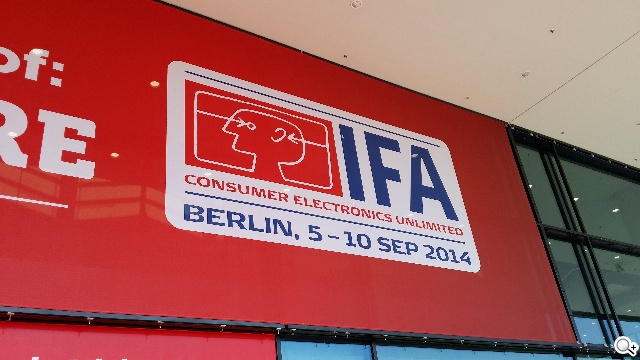 of:
RE
IFA
CONSUMER ELECTRONICS UNLIMITED
BERLIN, 5 – 10 SEP 2014